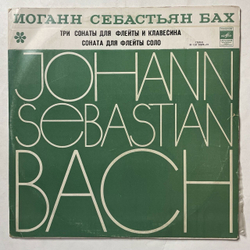 ИОГАНН СЕБАСТЬЯН БАХ
ТРИ СОНАТЫ ДЛЯ ФЛЕЙТЫ И КЛАВЕСИНА
СОНАТА ДЛЯ ФЛЕЙТЫ СОЛО
JOHANN
SEBASTIAN
BACH